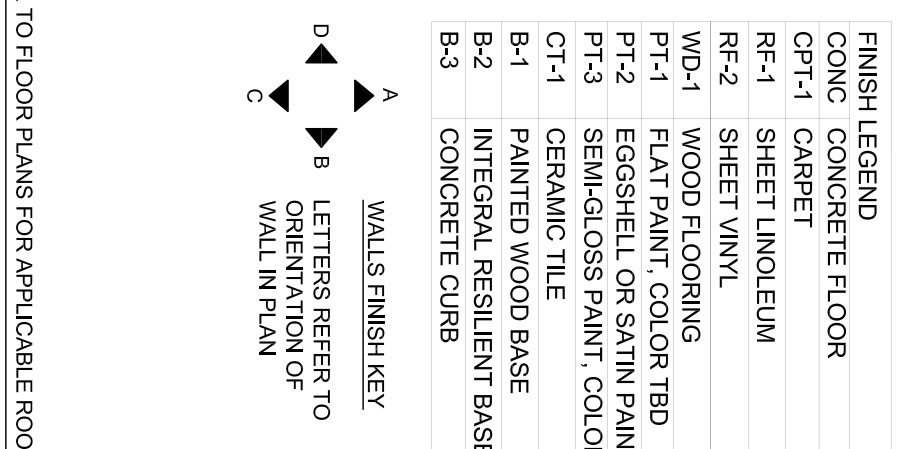 FINISH LEGEND
CONC CONCRETE FLOOR
CPT-1 CARPET
RF-1 SHEET LINOLEUM
RF-2 SHEET VINYL
WD-1 WOOD FLOORING
PT-1 FLAT PAINT, COLOR TBD
PT-2 EGGSHELL OR SATIN PAIN
PT-3 SEMI-GLOSS PAINT, COLO
CT-1 CERAMIC TILE
B-1 PAINTED WOOD BASE
B-2 INTEGRAL RESILIENT BASE
B-3 CONCRETE CURB
A
D
B
C
WALLS FINISH KEY
LETTERS REFER TO
ORIENTATION OF
WALL IN PLAN
TO FLOOR PLANS FOR APPLICABLE ROO